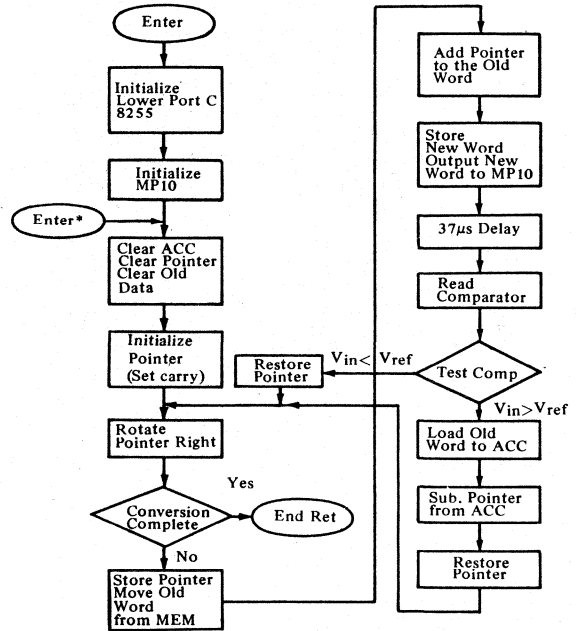 Enter
Initialize
Lower Port C
8255
Initialize
MP10
Enter*
Clear ACC
Clear Pointer
Clear Old
Data
Initialize
Pointer
(Set carry)
Rotate
Pointer Right
Conversion
Complete
Yes
End Ret
No
Store Pointer
Move Old
Word
from MEM
Add Pointer
to the Old
Word
Store
New Word
Output New
Word to MP10
37μs Delay
Read
Comparator
Test Comp
Vin< Vref
Restore
Pointer
Vin>Vref
Load Old
Word to ACC
Sub. Pointer
from ACC
Restore
Pointer